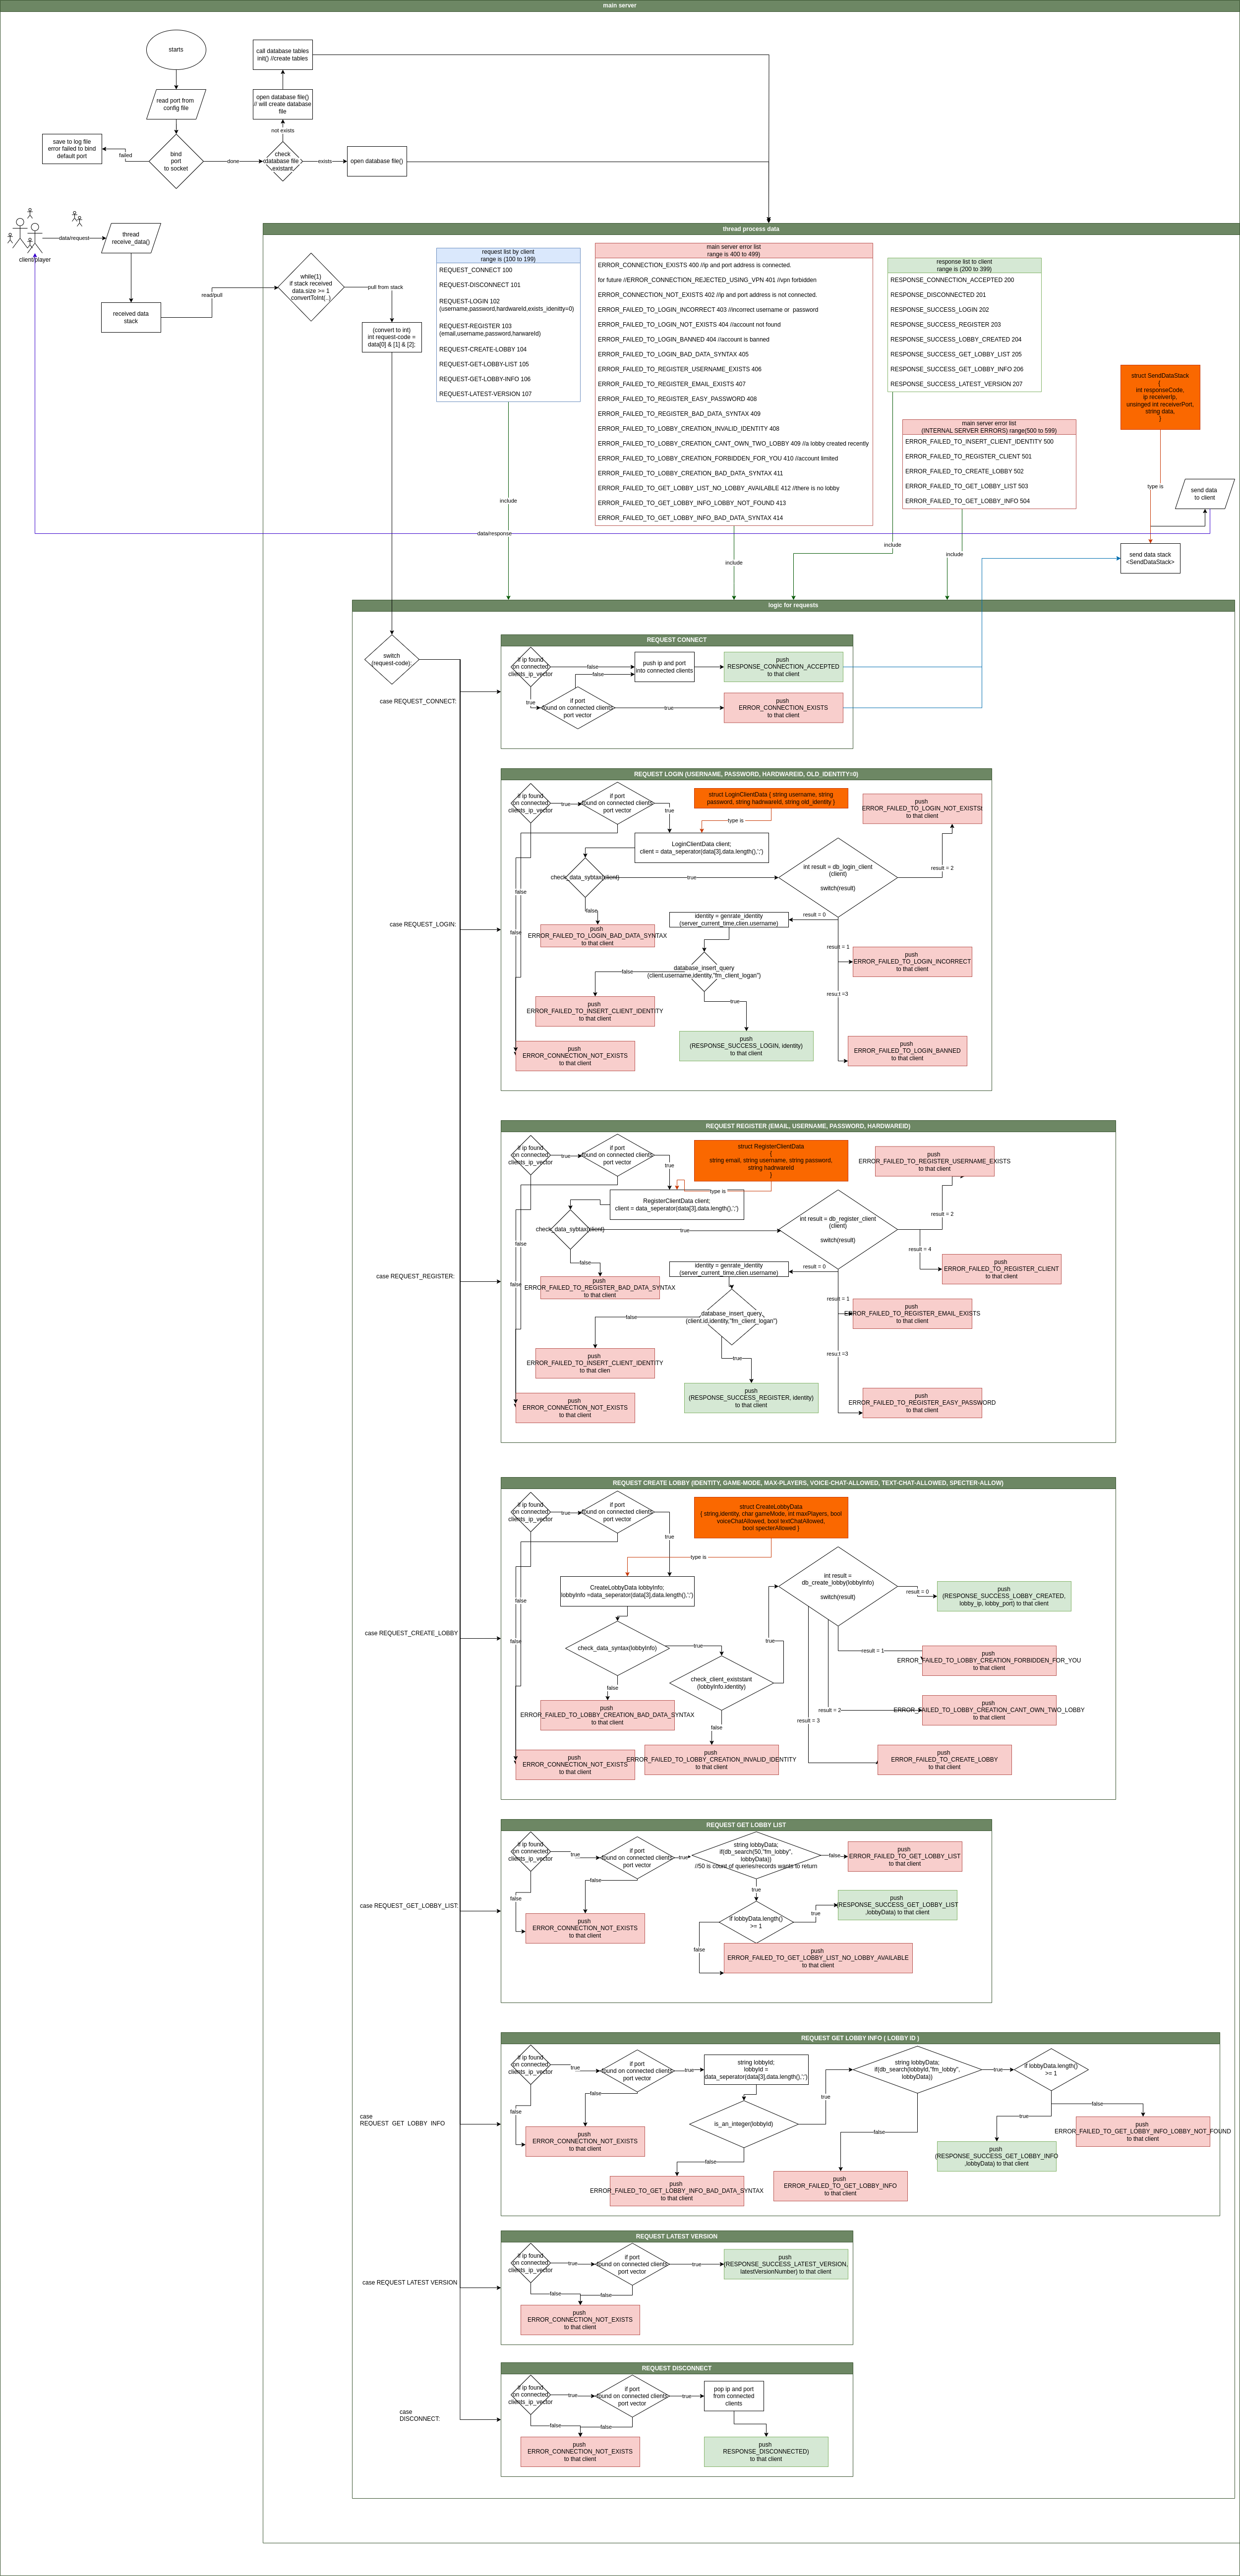 main server
starts
read port from
config file
bind
port
to socket
failed
save to log file
error failed to bind
default port
done
check
database file
existant
not exists
open database file()
// will create database
file
call database tables
init() //create tables
exists
open database file()
client/player
data/request
thread
receive_data()
received data
stack
read/pull
thread process data
while(1)
if stack received
data.size >= 1
convertToInt(..)
pull from stack
(convert to int)
int request-code =
data[0] & [1] & [2];
request list by client
range is (100 to 199)
REQUEST_CONNECT 100
REQUEST-DISCONNECT 101
REQUEST-LOGIN 102
(username,password,hardwareId,exists_idenitty=0)
REQUEST-REGISTER 103
(email,username,password,harwareId)
REQUEST-CREATE-LOBBY 104
REQUEST-GET-LOBBY-LIST 105
REQUEST-GET-LOBBY-INFO 106
REQUEST-LATEST-VERSION 107
include
main server error list
range is 400 to 499)
ERROR_CONNECTION_EXISTS 400 //ip and port address is connected.
for future //ERROR_CONNECTION_REJECTED_USING_VPN 401 //vpn forbidden
ERROR_CONNECTION_NOT_EXISTS 402 //ip and port address is not connected.
ERROR_FAILED_TO_LOGIN_INCORRECT 403 //incorrect username or  password
ERROR_FAILED_TO_LOGIN_NOT_EXISTS 404 //account not found
ERROR_FAILED_TO_LOGIN_BANNED 404 //account is banned
ERROR_FAILED_TO_LOGIN_BAD_DATA_SYNTAX 405
ERROR_FAILED_TO_REGISTER_USERNAME_EXISTS 406
ERROR_FAILED_TO_REGISTER_EMAIL_EXISTS 407
ERROR_FAILED_TO_REGISTER_EASY_PASSWORD 408
ERROR_FAILED_TO_REGISTER_BAD_DATA_SYNTAX 409
ERROR_FAILED_TO_LOBBY_CREATION_INVALID_IDENTITY 408
ERROR_FAILED_TO_LOBBY_CREATION_CANT_OWN_TWO_LOBBY 409 //a lobby created recently
ERROR_FAILED_TO_LOBBY_CREATION_FORBIDDEN_FOR_YOU 410 //account limited
ERROR_FAILED_TO_LOBBY_CREATION_BAD_DATA_SYNTAX 411
ERROR_FAILED_TO_GET_LOBBY_LIST_NO_LOBBY_AVAILABLE 412 //there is no lobby
ERROR_FAILED_TO_GET_LOBBY_INFO_LOBBY_NOT_FOUND 413
ERROR_FAILED_TO_GET_LOBBY_INFO_BAD_DATA_SYNTAX 414
include
response list to client
range is (200 to 399)
RESPONSE_CONNECTION_ACCEPTED 200
RESPONSE_DISCONNECTED 201
RESPONSE_SUCCESS_LOGIN 202
RESPONSE_SUCCESS_REGISTER 203
RESPONSE_SUCCESS_LOBBY_CREATED 204
RESPONSE_SUCCESS_GET_LOBBY_LIST 205
RESPONSE_SUCCESS_GET_LOBBY_INFO 206
RESPONSE_SUCCESS_LATEST_VERSION 207
include
main server error list
(INTERNAL SERVER ERRORS) range(500 to 599)
ERROR_FAILED_TO_INSERT_CLIENT_IDENTITY 500
ERROR_FAILED_TO_REGISTER_CLIENT 501
ERROR_FAILED_TO_CREATE_LOBBY 502
ERROR_FAILED_TO_GET_LOBBY_LIST 503
ERROR_FAILED_TO_GET_LOBBY_INFO 504
include
struct SendDataStack
{
int responseCode,
ip receiverIp,
unsinged int receiverPort,
string data,
}
type is
send data
to client
data/response
send data stack
<SendDataStack>
logic for requests
switch
(request-code):
case REQUEST_CONNECT:
REQUEST CONNECT
if ip found
on connected
clients_ip_vector
false
false
true
if port
found on connected clients
port vector
push ip and port
into connected clients
push
RESPONSE_CONNECTION_ACCEPTED
to that client
true
push
ERROR_CONNECTION_EXISTS
to that client
case REQUEST_LOGIN:
REQUEST LOGIN (USERNAME, PASSWORD, HARDWAREID, OLD_IDENTITY=0)
if ip found
on connected
clients_ip_vector
true
if port
found on connected clients
port vector
true
struct LoginClientData { string username, string
password, string hadrwareId, string old_identity }
type is
LoginClientData client;
client = data_seperator(data[3],data.length(),';')
check_data_sybtax(client)
true
false
push
ERROR_FAILED_TO_LOGIN_BAD_DATA_SYNTAX
to that client
int result = db_login_client
(client)
switch(result)
result = 2
push
ERROR_FAILED_TO_LOGIN_NOT_EXISTSt
to that client
result = 0
identity = genrate_identity
(server_current_time,clien.username)
database_insert_query
(client.username,identity,"fm_client_logan")
false
push
ERROR_FAILED_TO_INSERT_CLIENT_IDENTITY
to that client
true
push
(RESPONSE_SUCCESS_LOGIN, identity)
to that client
result = 1
push
ERROR_FAILED_TO_LOGIN_INCORRECT
to that client
result =3
push
ERROR_FAILED_TO_LOGIN_BANNED
to that client
false
false
push
ERROR_CONNECTION_NOT_EXISTS
to that client
case REQUEST_REGISTER:
REQUEST REGISTER (EMAIL, USERNAME, PASSWORD, HARDWAREID)
if ip found
on connected
clients_ip_vector
true
if port
found on connected clients
port vector
true
struct RegisterClientData
{
string email, string username, string password,
string hadrwareId
}
type is
RegisterClientData client;
client = data_seperator(data[3],data.length(),';')
check_data_sybtax(client)
true
false
push
ERROR_FAILED_TO_REGISTER_BAD_DATA_SYNTAX
to that client
int result = db_register_client
(client)
switch(result)
result = 2
push
ERROR_FAILED_TO_REGISTER_USERNAME_EXISTS
to that client
result = 4
push
ERROR_FAILED_TO_REGISTER_CLIENT
to that client
result = 0
identity = genrate_identity
(server_current_time,clien.username)
database_insert_query
(client.id,identity,"fm_client_logan")
false
push
ERROR_FAILED_TO_INSERT_CLIENT_IDENTITY
to that clien
true
push
(RESPONSE_SUCCESS_REGISTER, identity)
to that client
result = 1
push
ERROR_FAILED_TO_REGISTER_EMAIL_EXISTS
to that client
result =3
push
ERROR_FAILED_TO_REGISTER_EASY_PASSWORD
to that client
false
false
push
ERROR_CONNECTION_NOT_EXISTS
to that client
case REQUEST_CREATE_LOBBY
REQUEST CREATE LOBBY (IDENTITY, GAME-MODE, MAX-PLAYERS, VOICE-CHAT-ALLOWED, TEXT-CHAT-ALLOWED, SPECTER-ALLOW)
if ip found
on connected
clients_ip_vector
true
if port
found on connected clients
port vector
true
struct CreateLobbyData
{ string,identity, char gameMode, int maxPlayers, bool
voiceChatAllowed, bool textChatAllowed,
bool specterAllowed }
type is
CreateLobbyData lobbyInfo;
lobbyInfo =data_seperator(data[3],data.length(),';')
check_data_syntax(lobbyInfo)
true
false
push
ERROR_FAILED_TO_LOBBY_CREATION_BAD_DATA_SYNTAX
to that client
check_client_existstant
(lobbyInfo.identity)
true
false
push
ERROR_FAILED_TO_LOBBY_CREATION_INVALID_IDENTITY
to that client
int result =
db_create_lobby(lobbyInfo)
switch(result)
result = 0
push
(RESPONSE_SUCCESS_LOBBY_CREATED,
lobby_ip, lobby_port) to that client
result = 1
push
ERROR_FAILED_TO_LOBBY_CREATION_FORBIDDEN_FOR_YOU
to that client
result = 2
push
ERROR_FAILED_TO_LOBBY_CREATION_CANT_OWN_TWO_LOBBY
to that client
result = 3
push
ERROR_FAILED_TO_CREATE_LOBBY
to that client
false
false
push
ERROR_CONNECTION_NOT_EXISTS
to that client
case REQUEST_GET_LOBBY_LIST:
REQUEST GET LOBBY LIST
if ip found
on connected
clients_ip_vector
true
if port
found on connected clients
port vector
true
string lobbyData;
if(db_search(50,"fm_lobby",
lobbyData))
//50 is count of queries/records wants to return
false
push
ERROR_FAILED_TO_GET_LOBBY_LIST
to that client
true
if lobbyData.length()
>= 1
true
push
(RESPONSE_SUCCESS_GET_LOBBY_LIST
,lobbyData) to that client
false
push
ERROR_FAILED_TO_GET_LOBBY_LIST_NO_LOBBY_AVAILABLE
to that client
false
false
push
ERROR_CONNECTION_NOT_EXISTS
to that client
case
REQUEST_GET_LOBBY_INFO
REQUEST GET LOBBY INFO ( LOBBY ID )
if ip found
on connected
clients_ip_vector
true
if port
found on connected clients
port vector
true
string lobbyId;
lobbyId =
data_seperator(data[3],data.length(),';')
is_an_integer(lobbyId)
true
false
push
ERROR_FAILED_TO_GET_LOBBY_INFO_BAD_DATA_SYNTAX
to that client
string lobbyData;
if(db_search(lobbyId,"fm_lobby",
lobbyData))
true
false
push
ERROR_FAILED_TO_GET_LOBBY_INFO
to that client
if lobbyData.length()
>= 1
true
push
(RESPONSE_SUCCESS_GET_LOBBY_INFO
,lobbyData) to that client
false
push
ERROR_FAILED_TO_GET_LOBBY_INFO_LOBBY_NOT_FOUND
to that client
false
false
push
ERROR_CONNECTION_NOT_EXISTS
to that client
case REQUEST LATEST VERSION
REQUEST LATEST VERSION
if ip found
on connected
clients_ip_vector
true
if port
found on connected clients
port vector
true
push
(RESPONSE_SUCCESS_LATEST_VERSION,
latestVersionNumber) to that client
false
false
push
ERROR_CONNECTION_NOT_EXISTS
to that client
case
DISCONNECT:
REQUEST DISCONNECT
if ip found
on connected
clients_ip_vector
true
if port
found on connected clients
port vector
true
pop ip and port
from connected
clients
false
false
push
ERROR_CONNECTION_NOT_EXISTS
to that client
push
RESPONSE_DISCONNECTED)
to that client